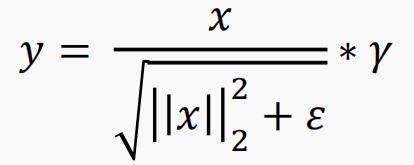 y = x / √(||x||₂² + ε) * γ